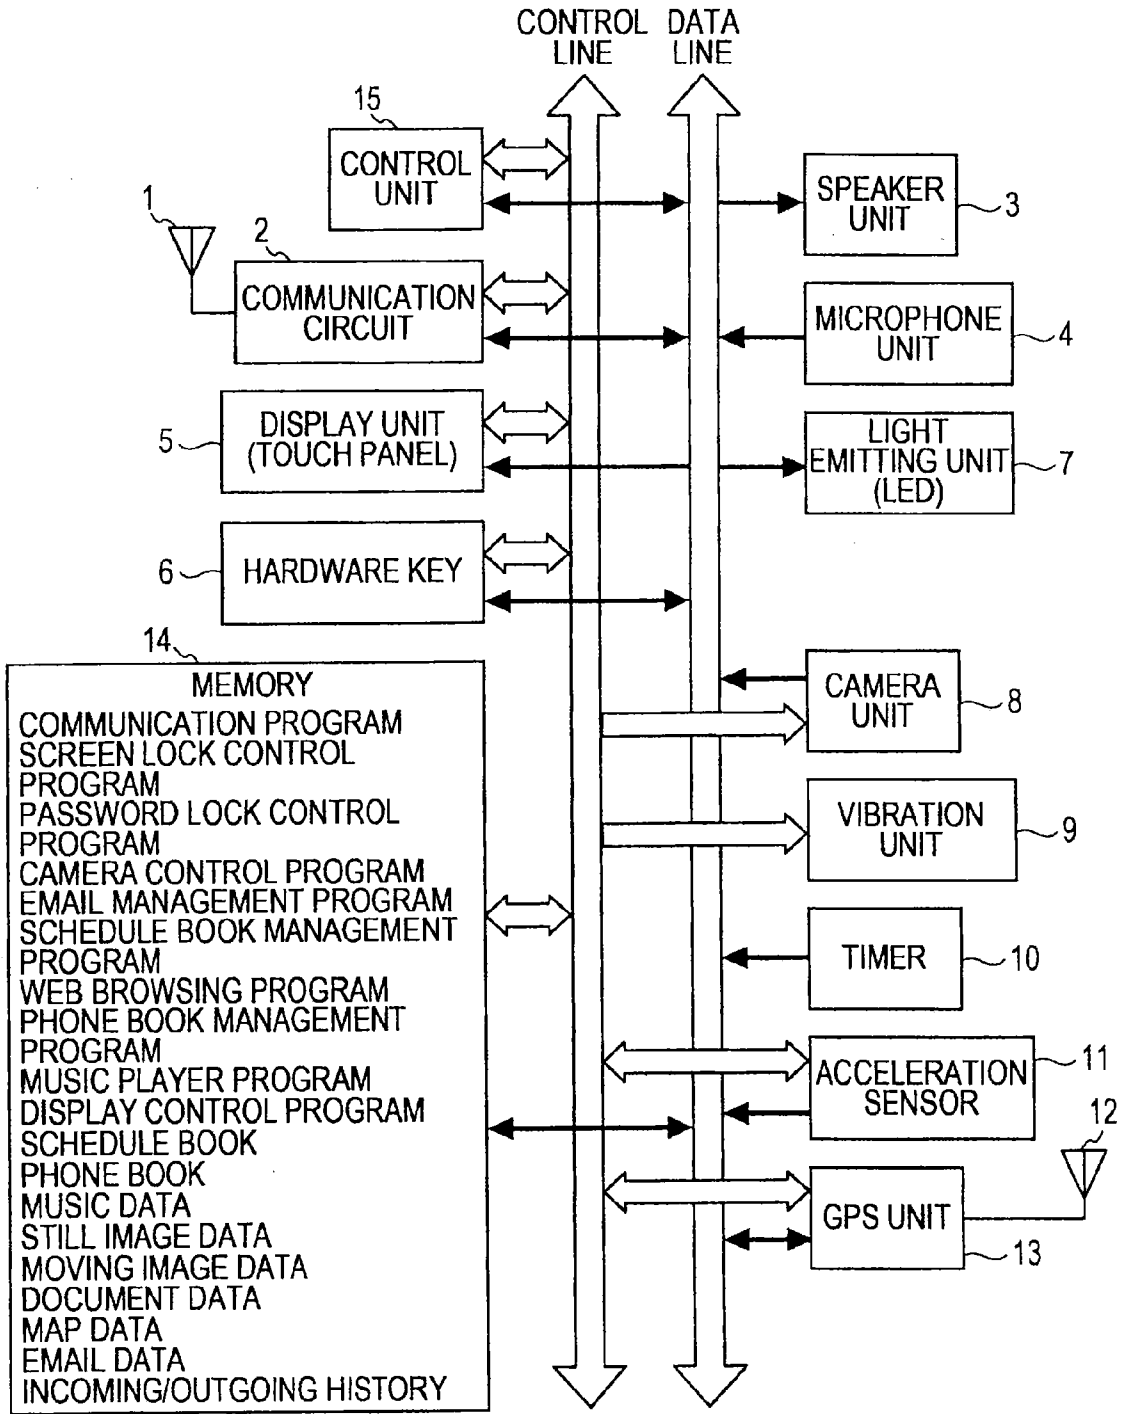 CONTROL
LINE
DATA
LINE
15
CONTROL
UNIT
1
2
COMMUNICATION
CIRCUIT
5
DISPLAY UNIT
(TOUCH PANEL)
6
HARDWARE KEY
14
MEMORY
COMMUNICATION PROGRAM
SCREEN LOCK CONTROL
PROGRAM
PASSWORD LOCK CONTROL
PROGRAM
CAMERA CONTROL PROGRAM
EMAIL MANAGEMENT PROGRAM
SCHEDULE BOOK MANAGEMENT
PROGRAM
WEB BROWSING PROGRAM
PHONE BOOK MANAGEMENT
PROGRAM
MUSIC PLAYER PROGRAM
DISPLAY CONTROL PROGRAM
SCHEDULE BOOK
PHONE BOOK
MUSIC DATA
STILL IMAGE DATA
MOVING IMAGE DATA
DOCUMENT DATA
MAP DATA
EMAIL DATA
INCOMING/OUTGOING HISTORY
SPEAKER
UNIT
3
MICROPHONE
UNIT
4
LIGHT
EMITTING UNIT
(LED)
7
CAMERA
UNIT
8
VIBRATION
UNIT
9
TIMER
10
ACCELERATION
SENSOR
11
12
GPS UNIT
13